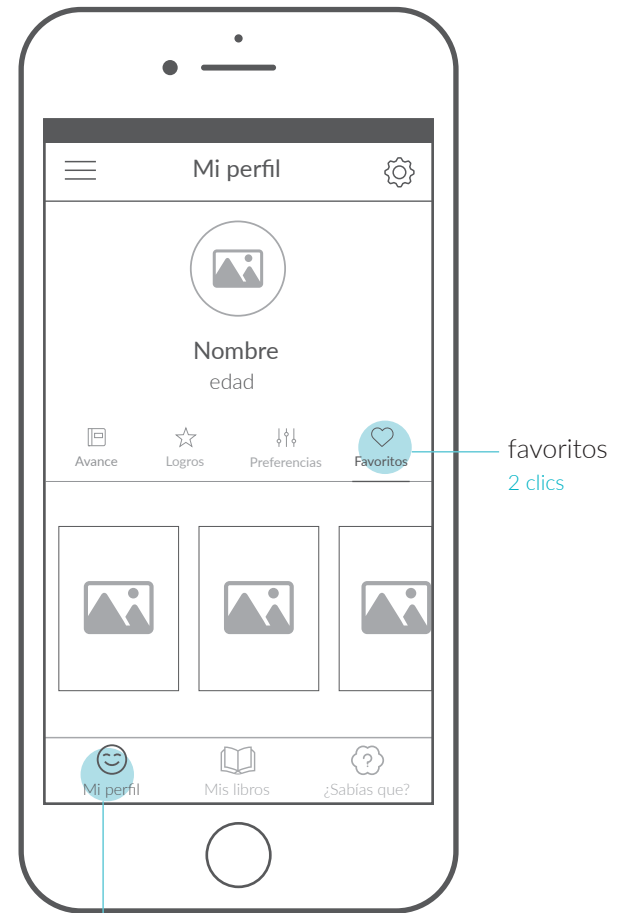 Mi perfil
Nombre
edad
Avance
Logros
Preferencias
Favoritos
favoritos
2 clics
Mi perfil
Mis libros
¿Sabías que?